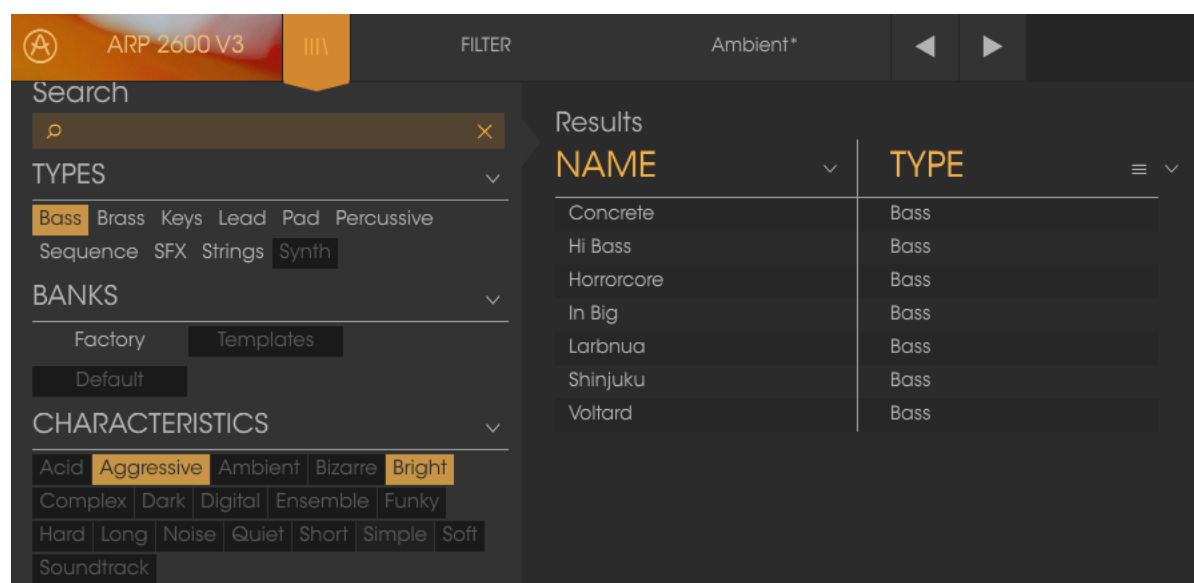 ARP 2600 V3 FILTER Ambient*
Search
TYPES
Bass Brass Keys Lead Pad Percussive
Sequence SFX Strings Synth
BANKS
Factory Templates
Default
CHARACTERISTICS
Acid Aggressive Ambient Bizarre Bright
Complex Dark Digital Ensemble Funky
Hard Long Noise Quiet Short Simple Soft
Soundtrack
Results
NAME TYPE
Concrete Bass
Hi Bass Bass
Horrorcore Bass
In Big Bass
Larbnua Bass
Shinjuku Bass
Voltard Bass